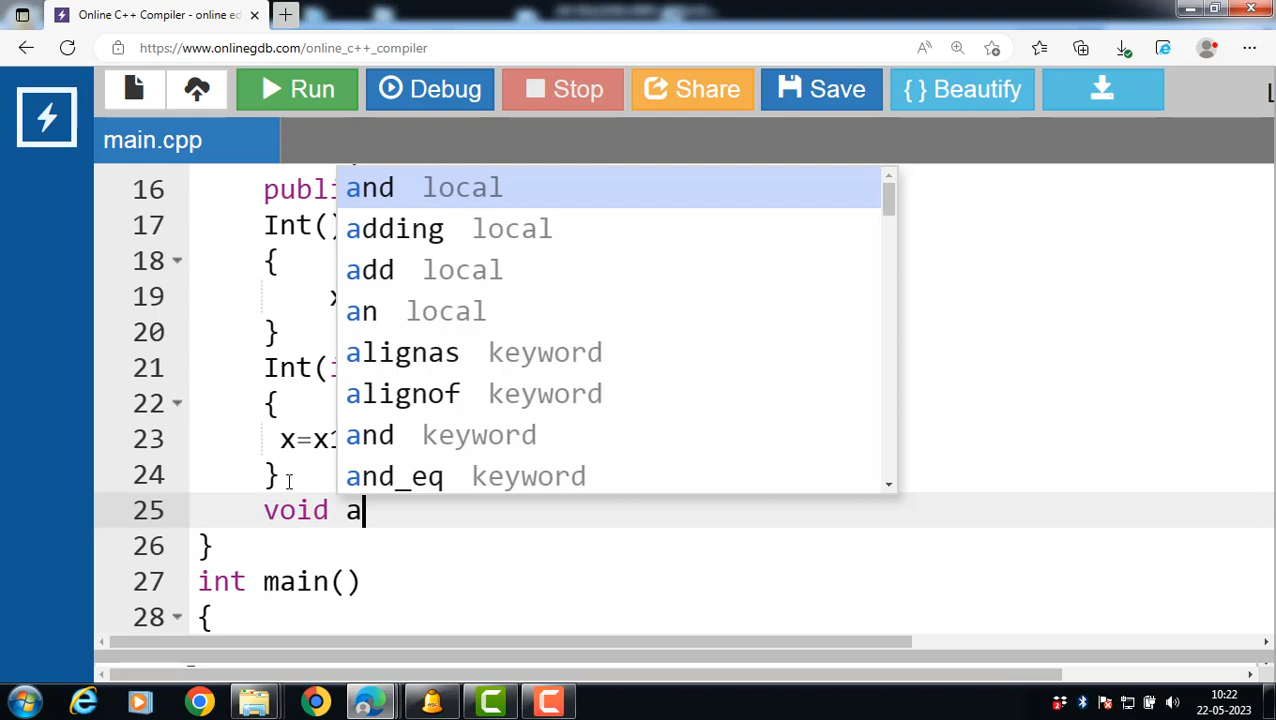 Online C++ Compiler - online ed
https://www.onlinegdb.com/online_c++_compiler
Run
Debug
Stop
Share
Save
{ } Beautify
main.cpp
16 publi
17 Int()
18 {
19
20 }
21 Int(i
22 {
23 x=x1
24 }
25 void a
26 }
27 int main()
28 {
and local
adding local
add local
an local
alignas keyword
alignof keyword
and keyword
and_eq keyword
10:22
22-05-2023